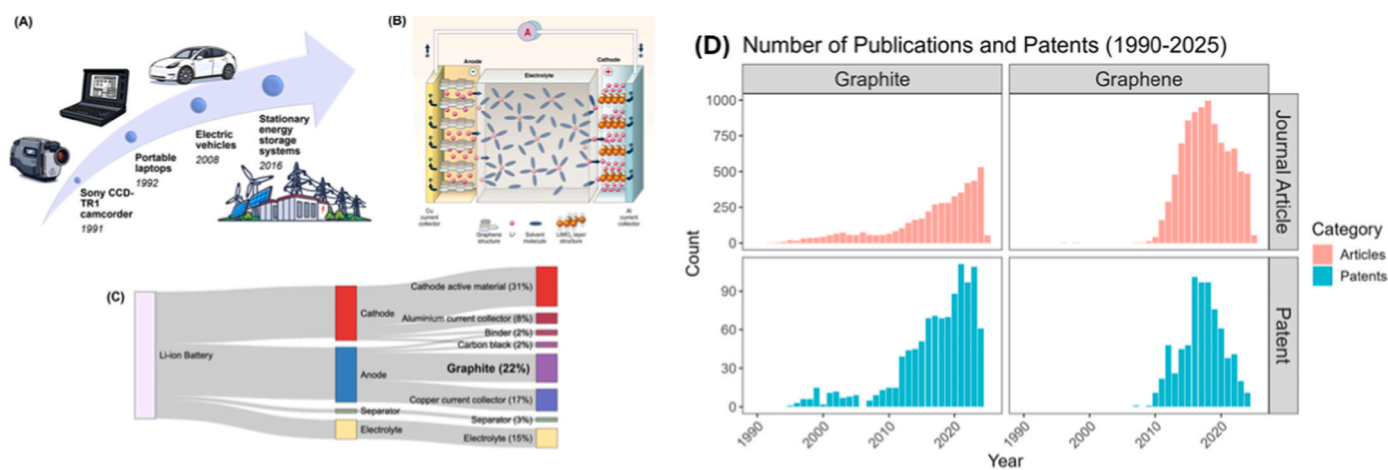 (A)
Sony CCD-
TR1
camcorder
1991
Portable
laptops
1992
Electric
vehicles
2008
Stationary
energy
storage
systems
2016
(B)
A
Anode
Electrolyte
Cathode
Cu
current
collector
Graphene
structure
Li⁺
Solvent
molecule
LiMO₂ layer
structure
Al
current
collector
(C)
Li-ion Battery
Cathode
Anode
Separator
Electrolyte
Cathode active material (31%)
Aluminium current collector (8%)
Binder (2%)
Carbon black (2%)
Graphite (22%)
Copper current collector (17%)
Separator (3%)
Electrolyte (15%)
(D) Number of Publications and Patents (1990-2025)
Graphite
Graphene
1000
750
500
250
0
Journal Article
90
60
30
0
Patent
Count
1990
2000
2010
2020
1990
2000
2010
2020
Year
Category
Articles
Patents